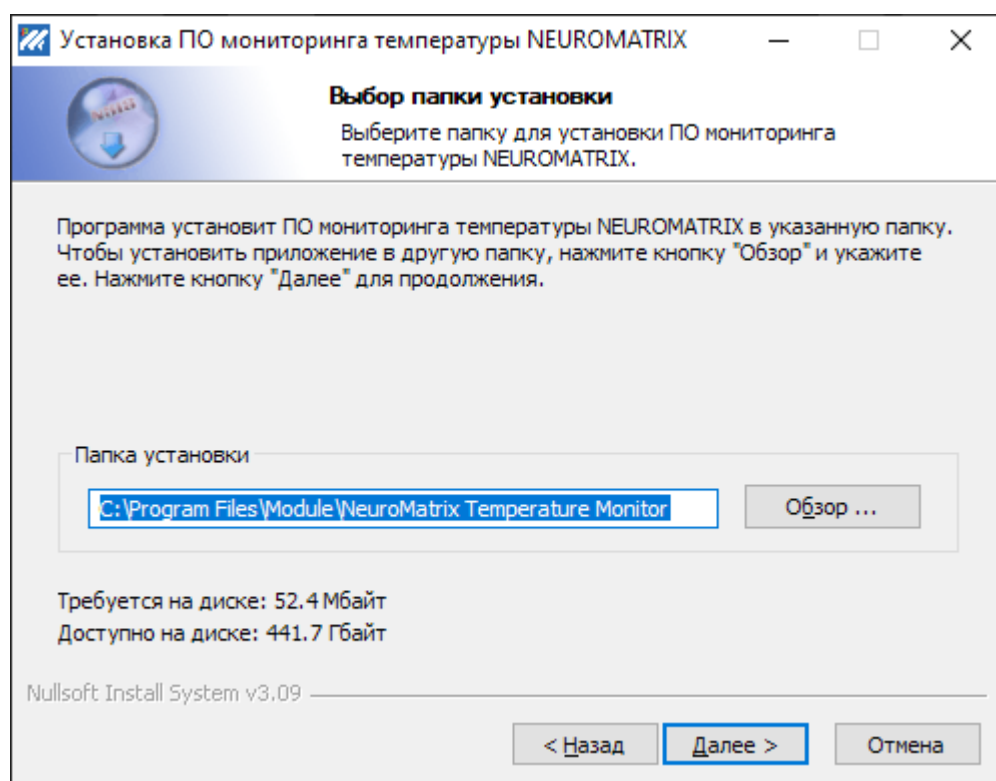 Установка ПО мониторинга температуры NEUROMATRIX
Выбор папки установки
Выберите папку для установки ПО мониторинга
температуры NEUROMATRIX.
Программа установит ПО мониторинга температуры NEUROMATRIX в указанную папку.
Чтобы установить приложение в другую папку, нажмите кнопку "Обзор" и укажите
ее. Нажмите кнопку "Далее" для продолжения.
Папка установки
C:\Program Files\Module\NeuroMatrix Temperature Monitor
Обзор ...
Требуется на диске: 52.4 Мбайт
Доступно на диске: 441.7 Гбайт
Nullsoft Install System v3.09
< Назад
Далее >
Отмена